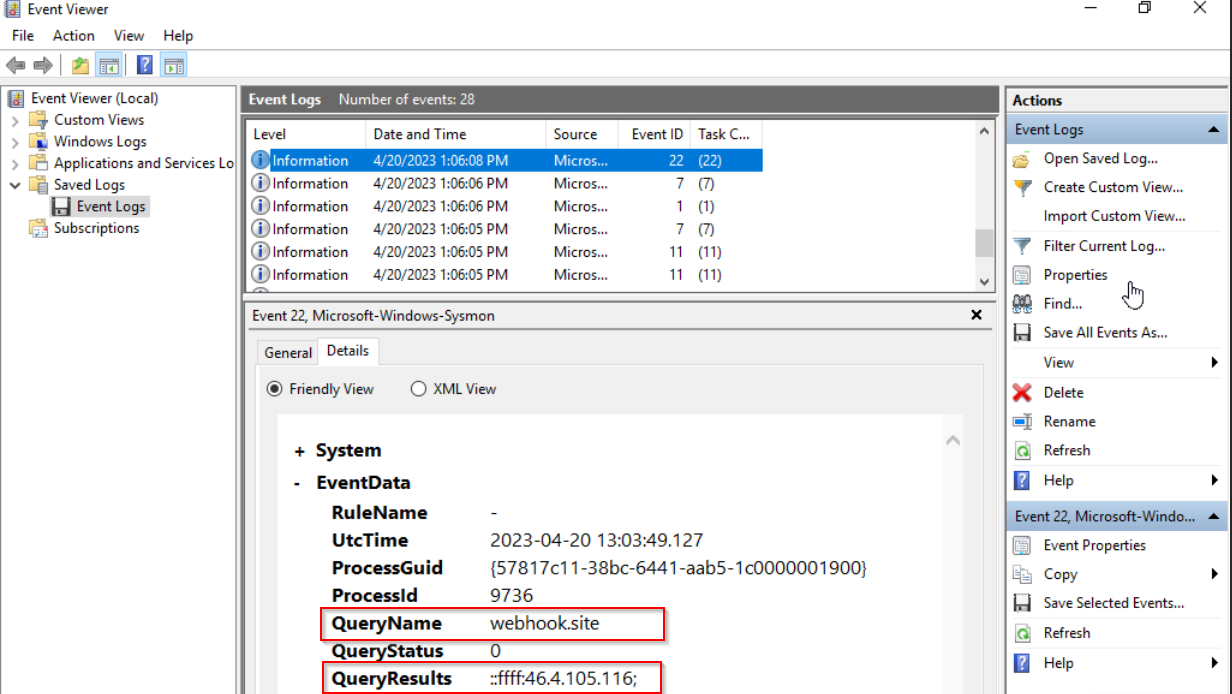 Event Viewer
File Action View Help
Event Viewer (Local)
Custom Views
Windows Logs
Applications and Services Lo
Saved Logs
Event Logs
Subscriptions
Event Logs Number of events: 28
Level Date and Time Source Event ID Task C...
Information 4/20/2023 1:06:08 PM Micros... 22 (22)
Information 4/20/2023 1:06:06 PM Micros... 7 (7)
Information 4/20/2023 1:06:06 PM Micros... 1 (1)
Information 4/20/2023 1:06:05 PM Micros... 7 (7)
Information 4/20/2023 1:06:05 PM Micros... 11 (11)
Information 4/20/2023 1:06:05 PM Micros... 11 (11)
Event 22, Microsoft-Windows-Sysmon
General Details
Friendly View XML View
+ System
- EventData
RuleName -
UtcTime 2023-04-20 13:03:49.127
ProcessGuid {57817c11-38bc-6441-aab5-1c0000001900}
ProcessId 9736
QueryName webhook.site
QueryStatus 0
QueryResults ::ffff:46.4.105.116;
Actions
Event Logs
Open Saved Log...
Create Custom View...
Import Custom View...
Filter Current Log...
Properties
Find...
Save All Events As...
View
Delete
Rename
Refresh
Help
Event 22, Microsoft-Windo...
Event Properties
Copy
Save Selected Events...
Refresh
Help